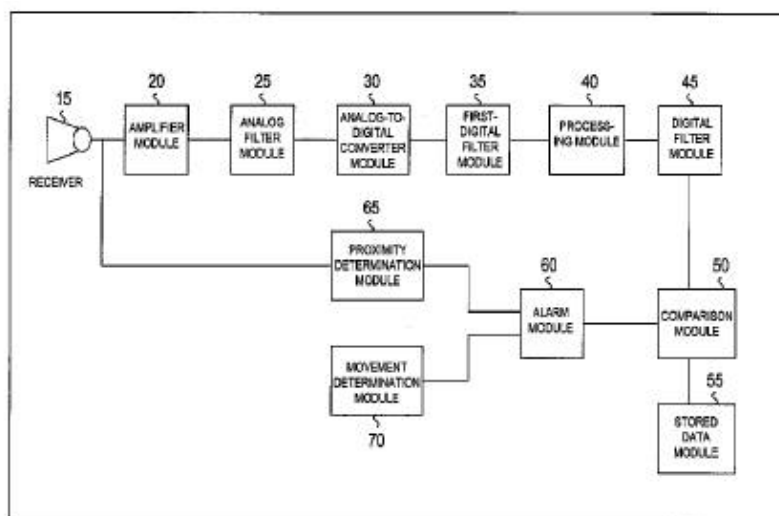 15
RECEIVER
20
AMPLIFIER
MODULE
25
ANALOG
FILTER
MODULE
30
ANALOG-TO-
DIGITAL
CONVERTER
MODULE
35
FIRST-
DIGITAL
FILTER
MODULE
40
PROCESS-
ING MODULE
45
DIGITAL
FILTER
MODULE
65
PROXIMITY
DETERMINATION
MODULE
60
ALARM
MODULE
50
COMPARISON
MODULE
MOVEMENT
DETERMINATION
MODULE
70
55
STORED
DATA
MODULE